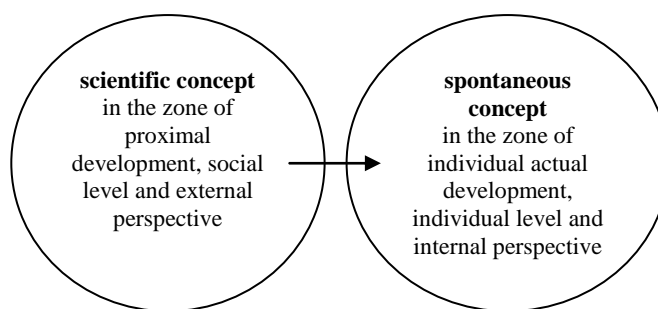 scientific concept
in the zone of
proximal
development, social
level and external
perspective
spontaneous
concept
in the zone of
individual actual
development,
individual level and
internal perspective